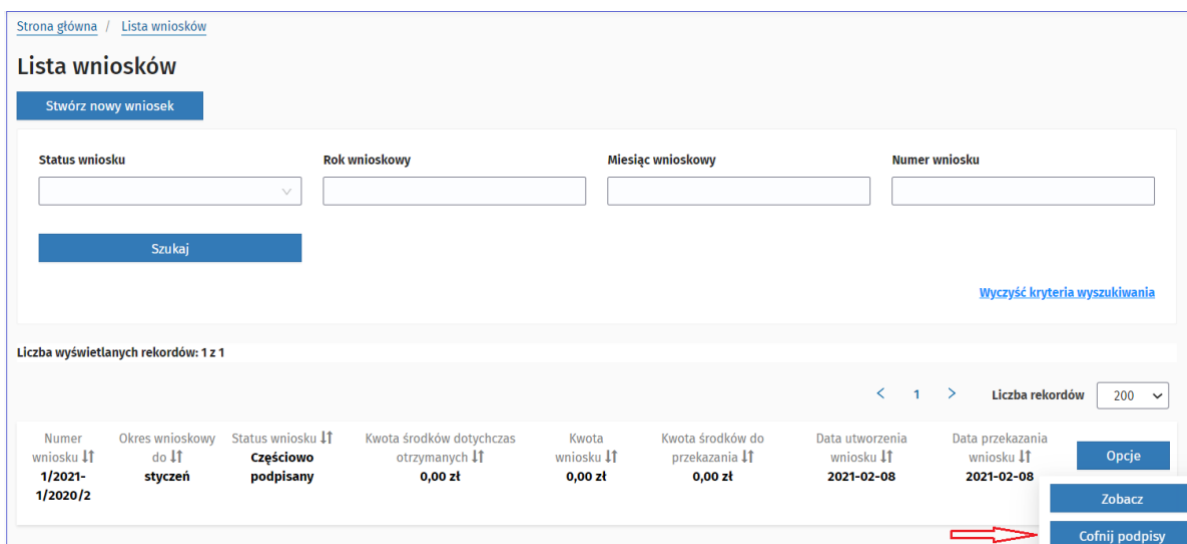 Strona główna / Lista wniosków
Lista wniosków
Stwórz nowy wniosek
Status wniosku Rok wnioskowy Miesiąc wnioskowy Numer wniosku
Szukaj
Wyczyść kryteria wyszukiwania
Liczba wyświetlanych rekordów: 1 z 1
< 1 > Liczba rekordów 200
Numer wniosku Okres wnioskowy do Status wniosku Kwota środków dotychczas otrzymanych Kwota wniosku Kwota środków do przekazania Data utworzenia wniosku Data przekazania wniosku Opcje
1/2021-1/2020/2 styczeń Częściowo podpisany 0,00 zł 0,00 zł 0,00 zł 2021-02-08 2021-02-08
Zobacz
Cofnij podpisy